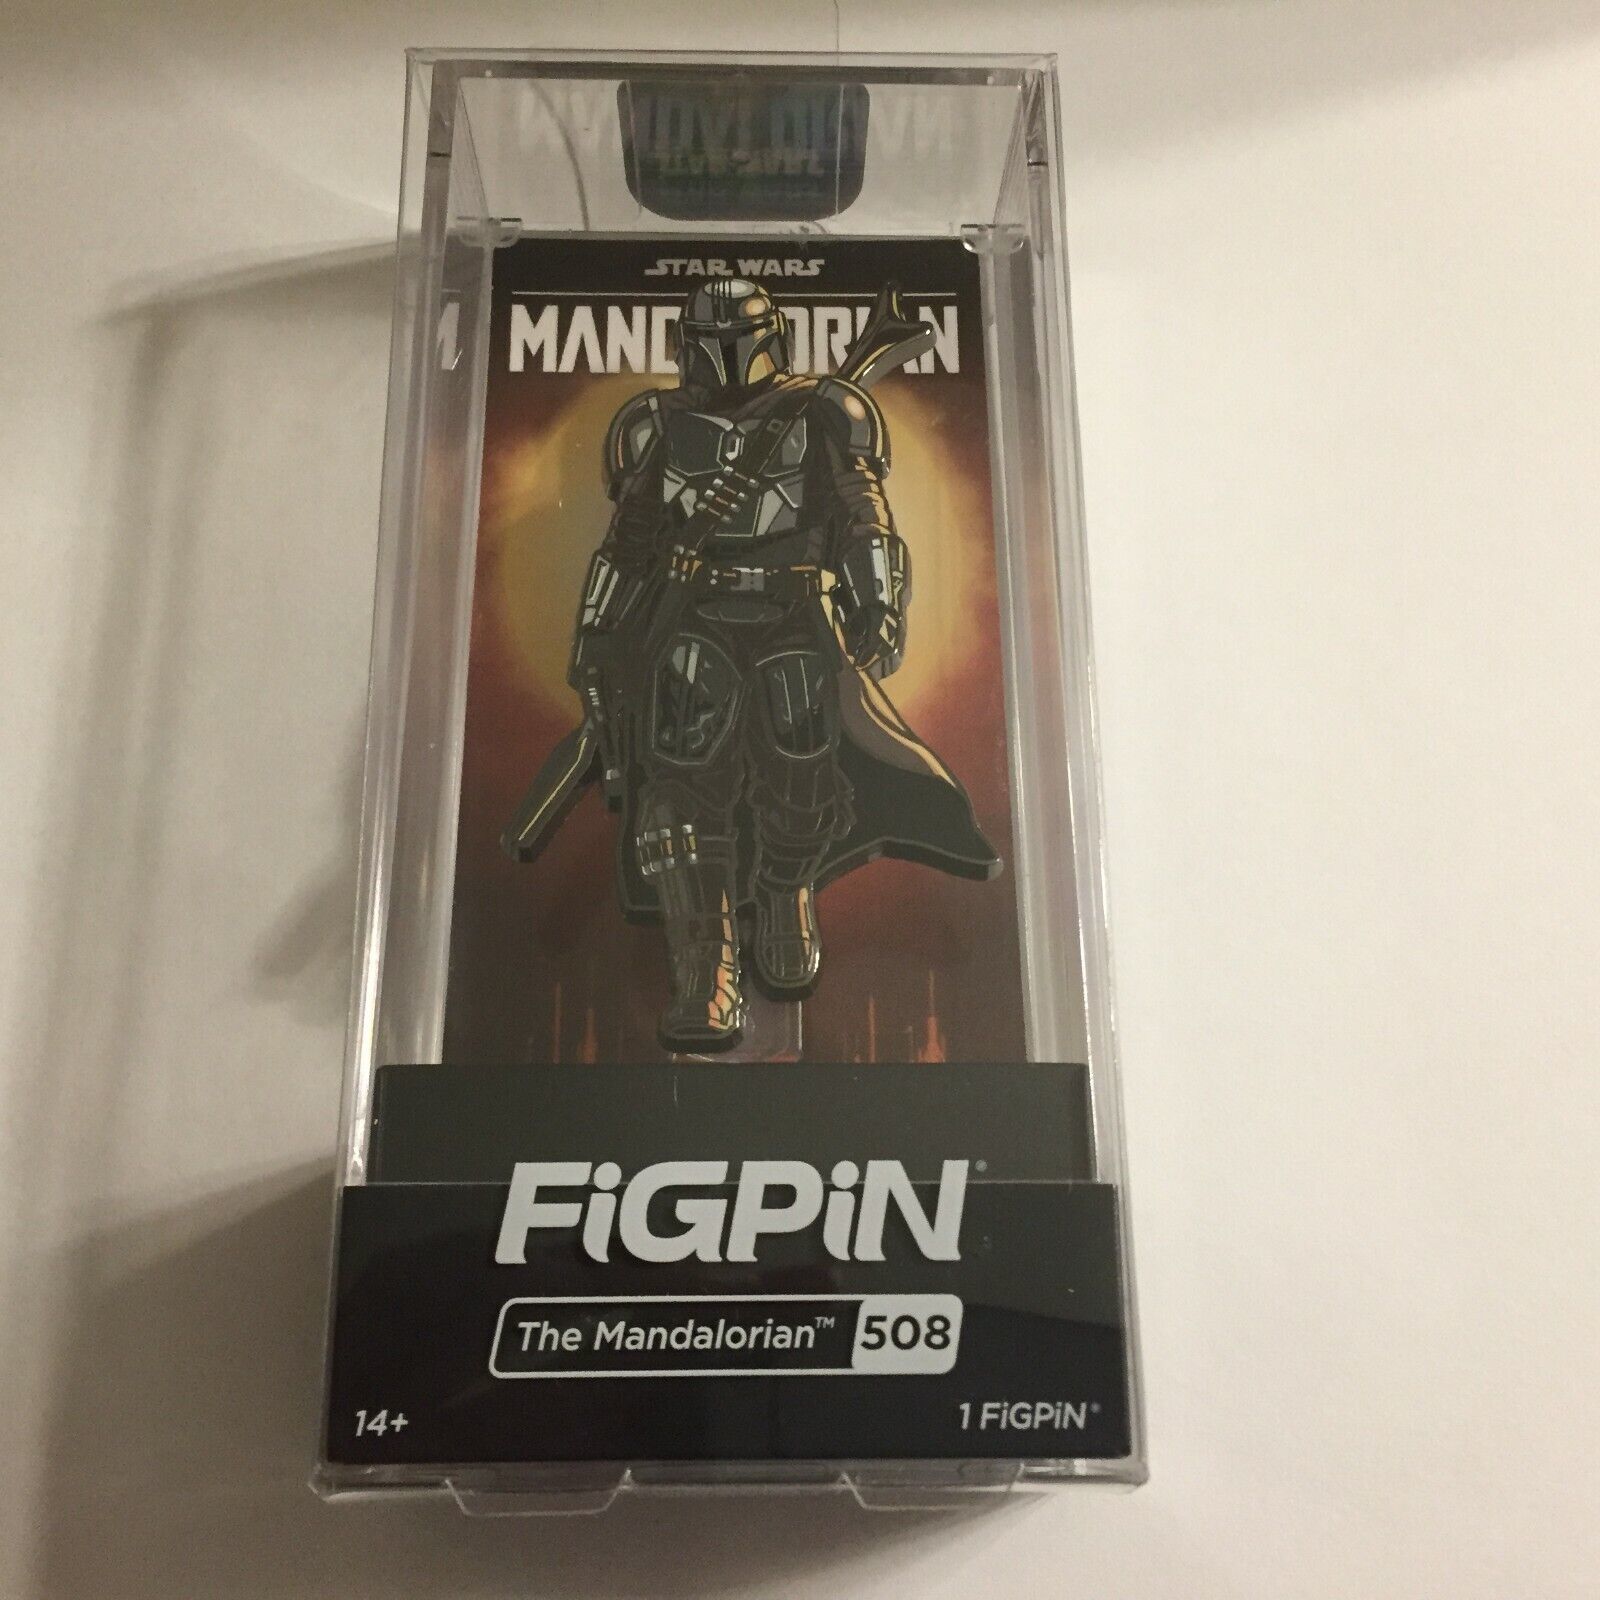 STAR WARS
MANDALORIAN
FiGPiN®
The Mandalorian™ 508
14+
1 FiGPiN®